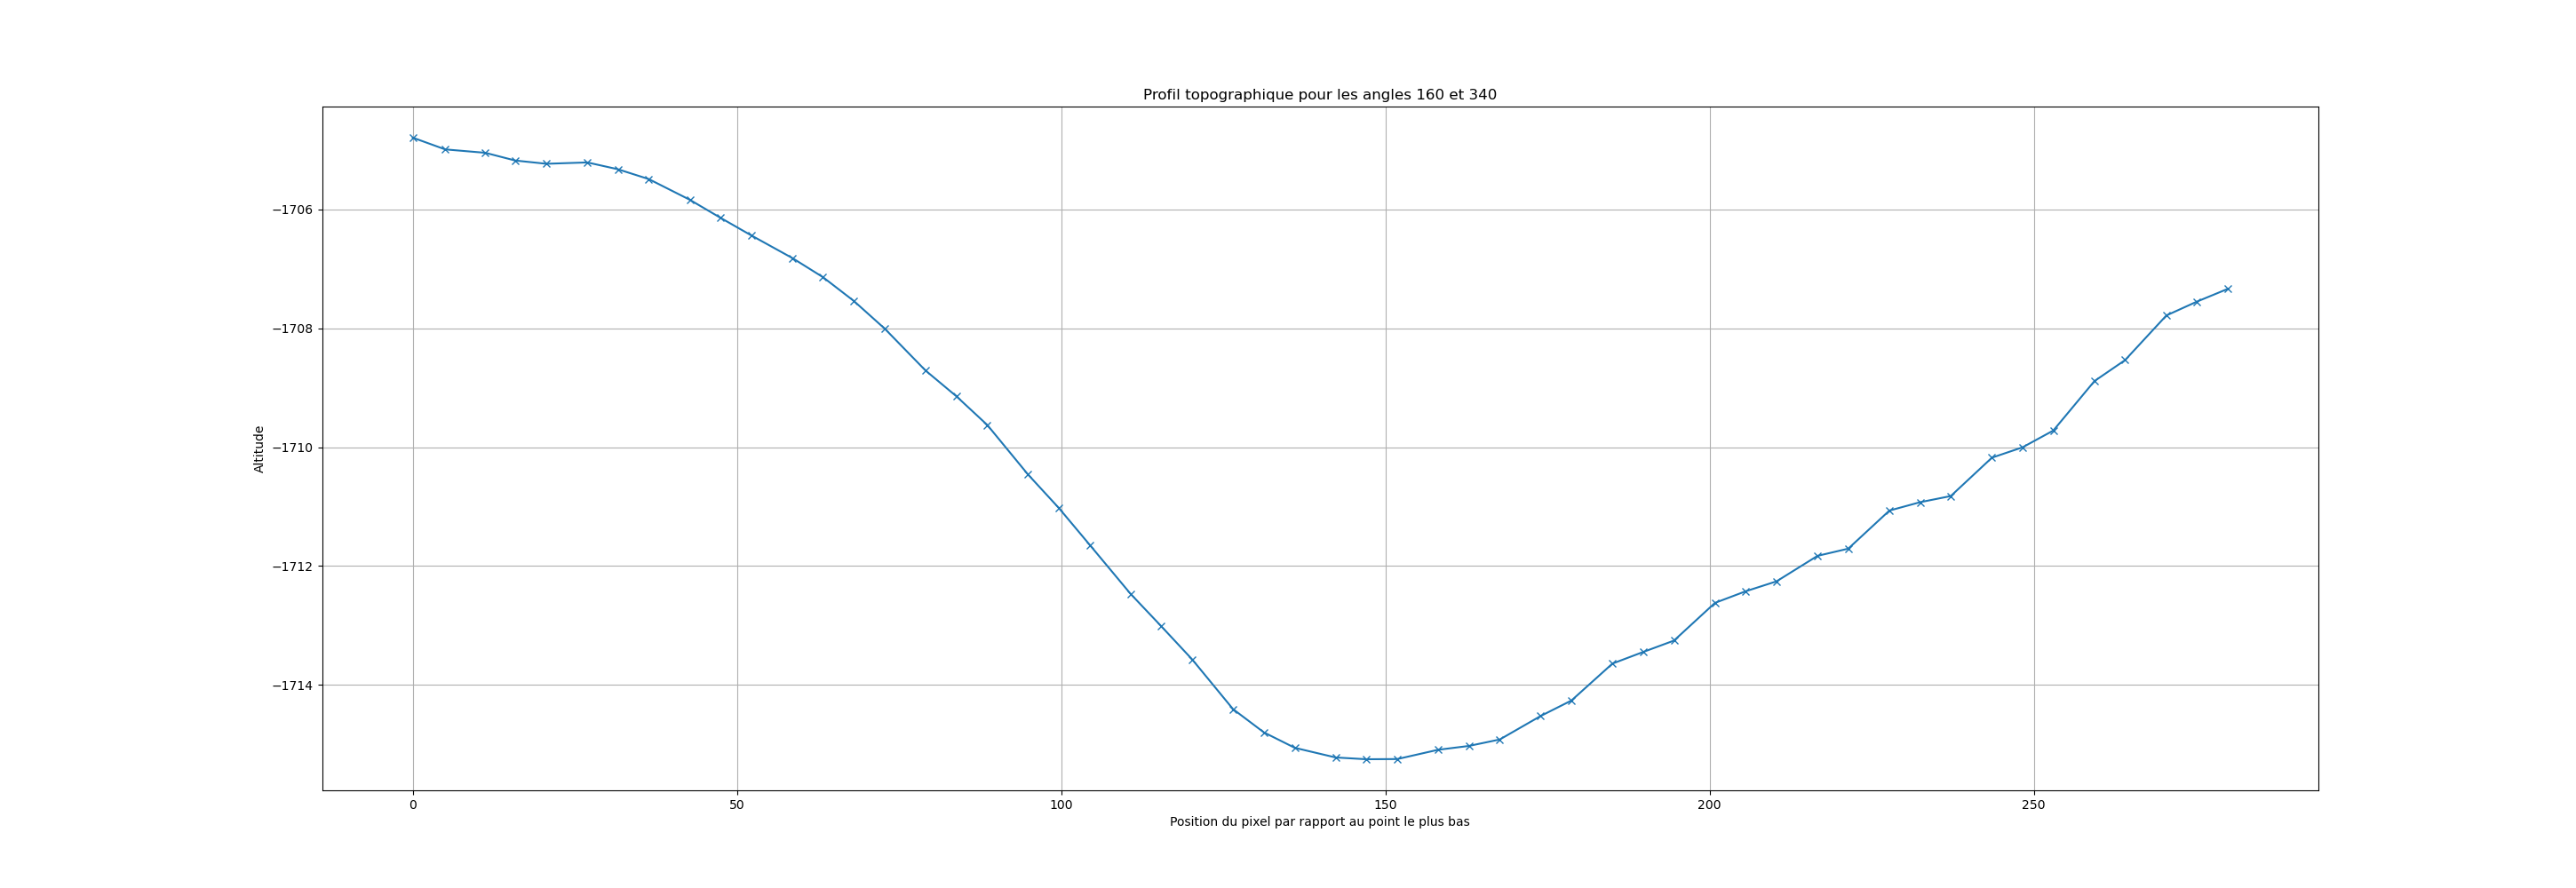 Profil topographique pour les angles 160 et 340
−1706
−1708
−1710
−1712
−1714
Altitude
0 50 100 150 200 250
Position du pixel par rapport au point le plus bas